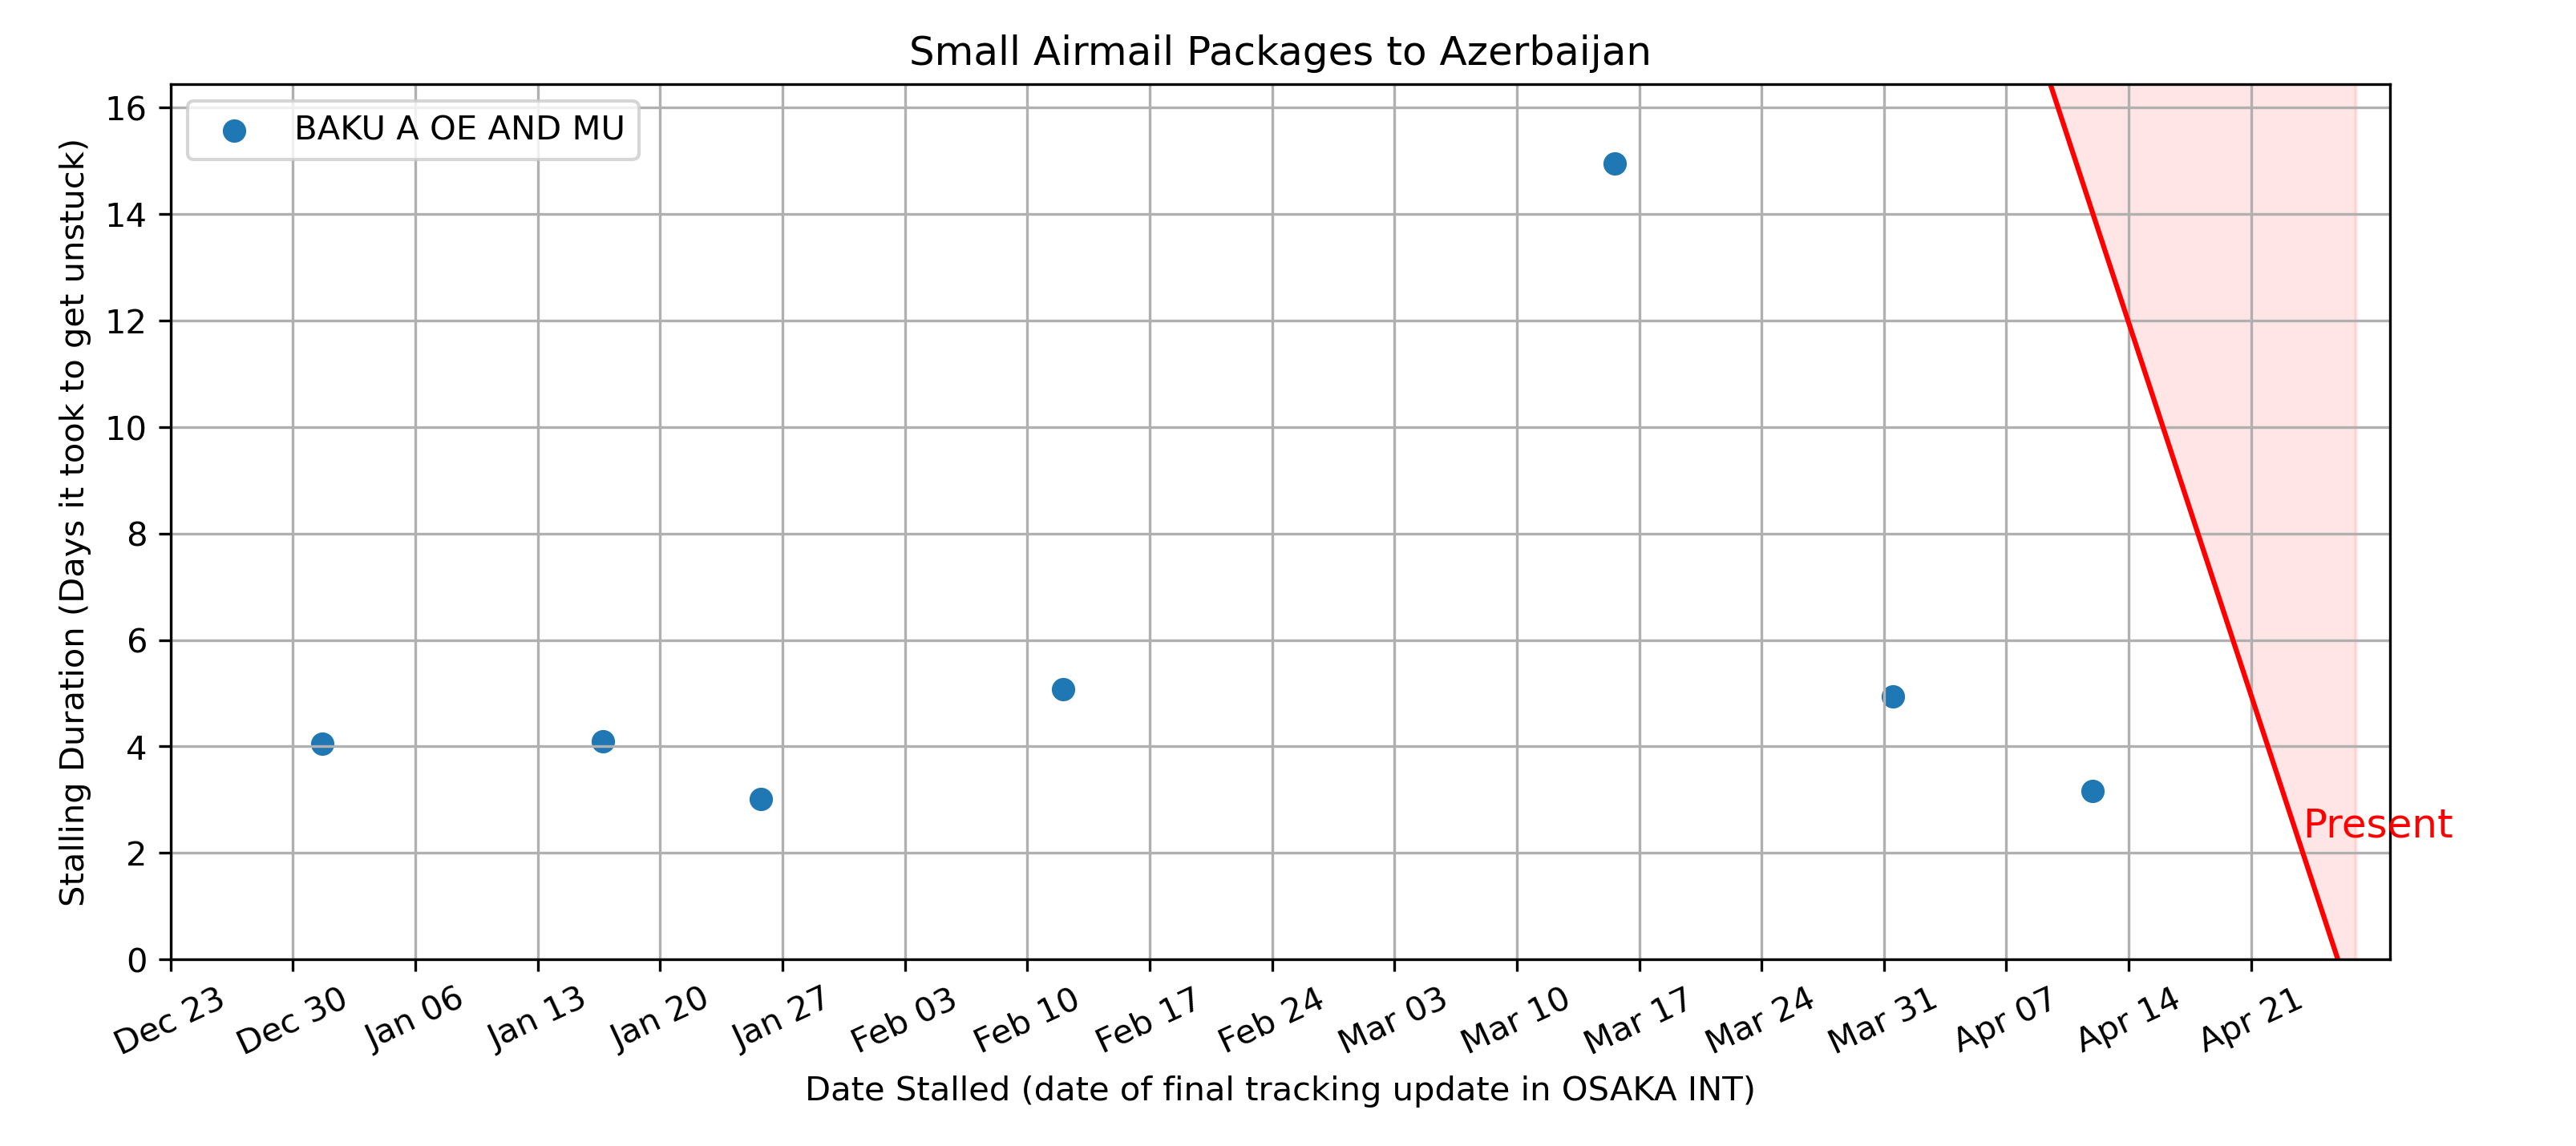 Small Airmail Packages to Azerbaijan
BAKU A OE AND MU
Stalling Duration (Days it took to get unstuck)
16
14
12
10
8
6
4
2
0
Present
Dec 23
Dec 30
Jan 06
Jan 13
Jan 20
Jan 27
Feb 03
Feb 10
Feb 17
Feb 24
Mar 03
Mar 10
Mar 17
Mar 24
Mar 31
Apr 07
Apr 14
Apr 21
Date Stalled (date of final tracking update in OSAKA INT)